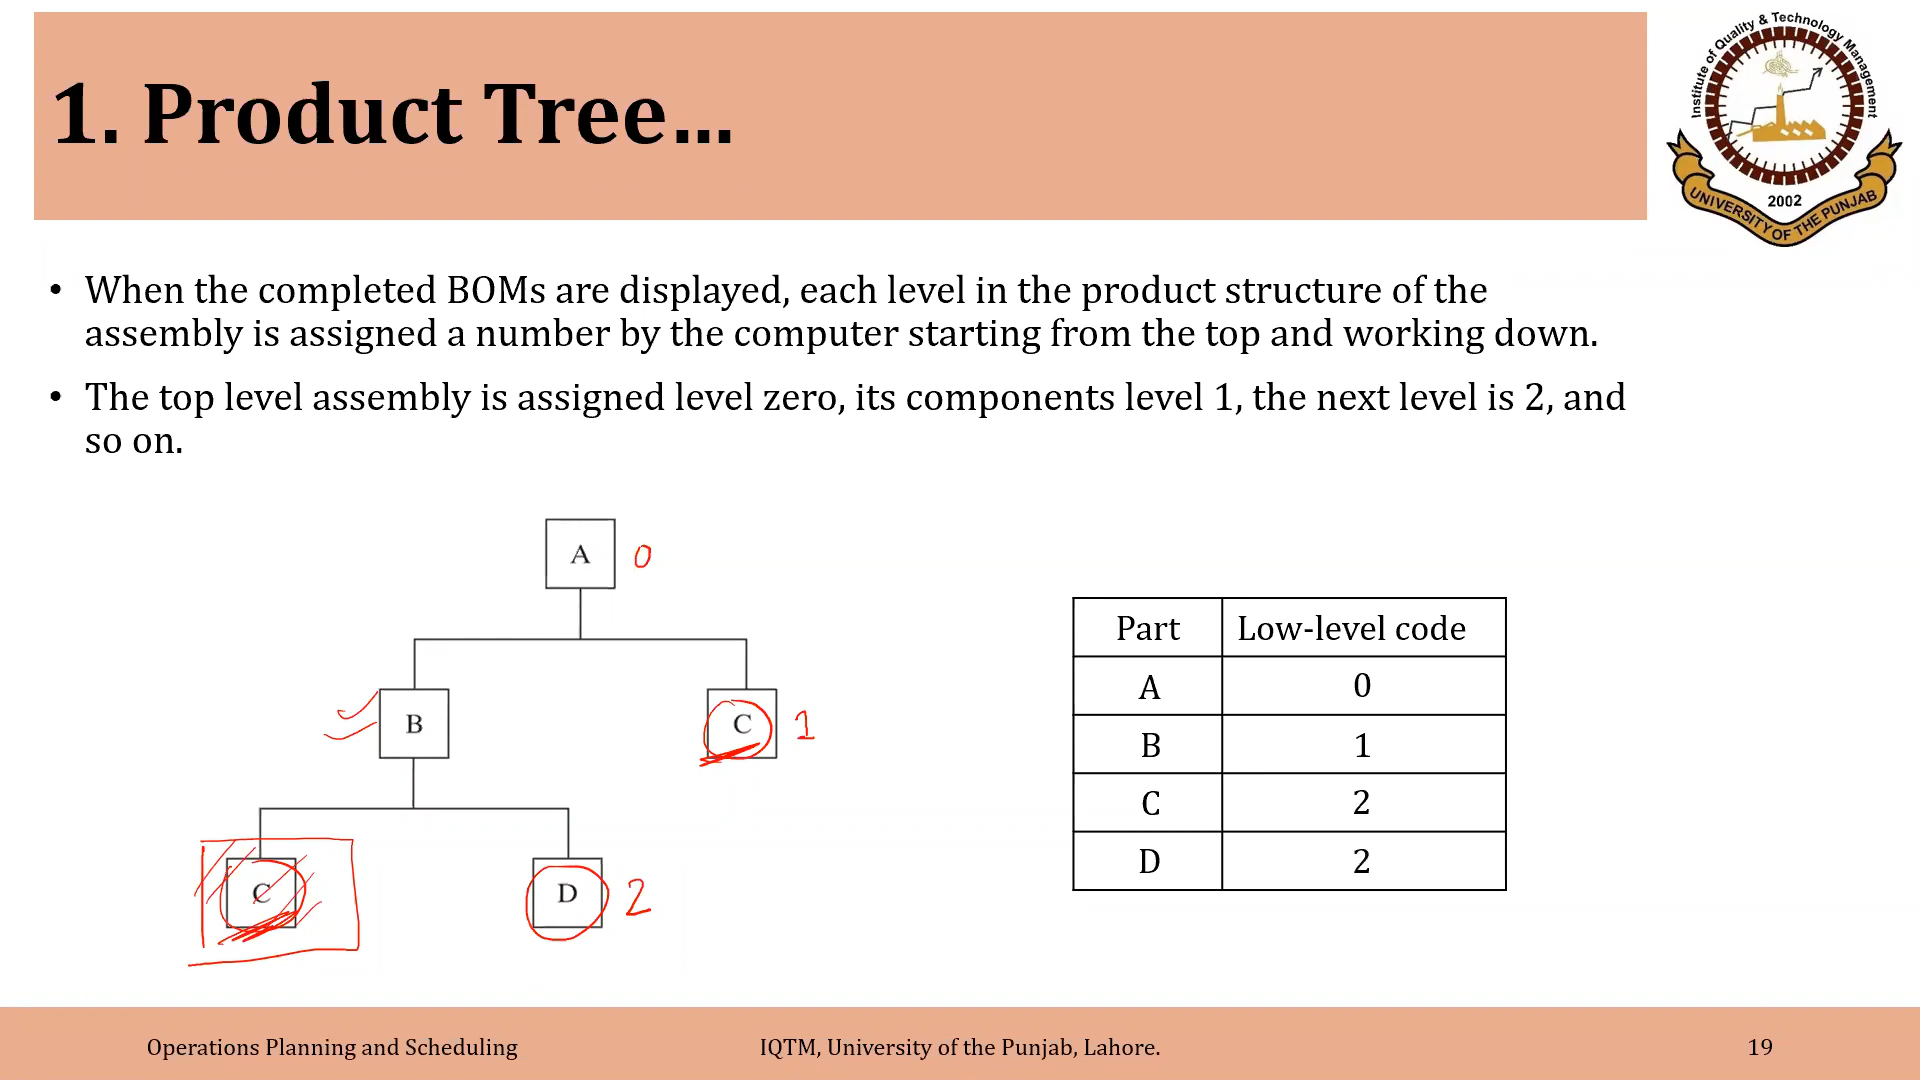 1. Product Tree...
Institute of Quality & Technology Management
2002
UNIVERSITY OF THE PUNJAB
• When the completed BOMs are displayed, each level in the product structure of the
assembly is assigned a number by the computer starting from the top and working down.
• The top level assembly is assigned level zero, its components level 1, the next level is 2, and
so on.
A 0
B
C 1
C
D 2
Part Low-level code
A 0
B 1
C 2
D 2
Operations Planning and Scheduling
IQTM, University of the Punjab, Lahore.
19